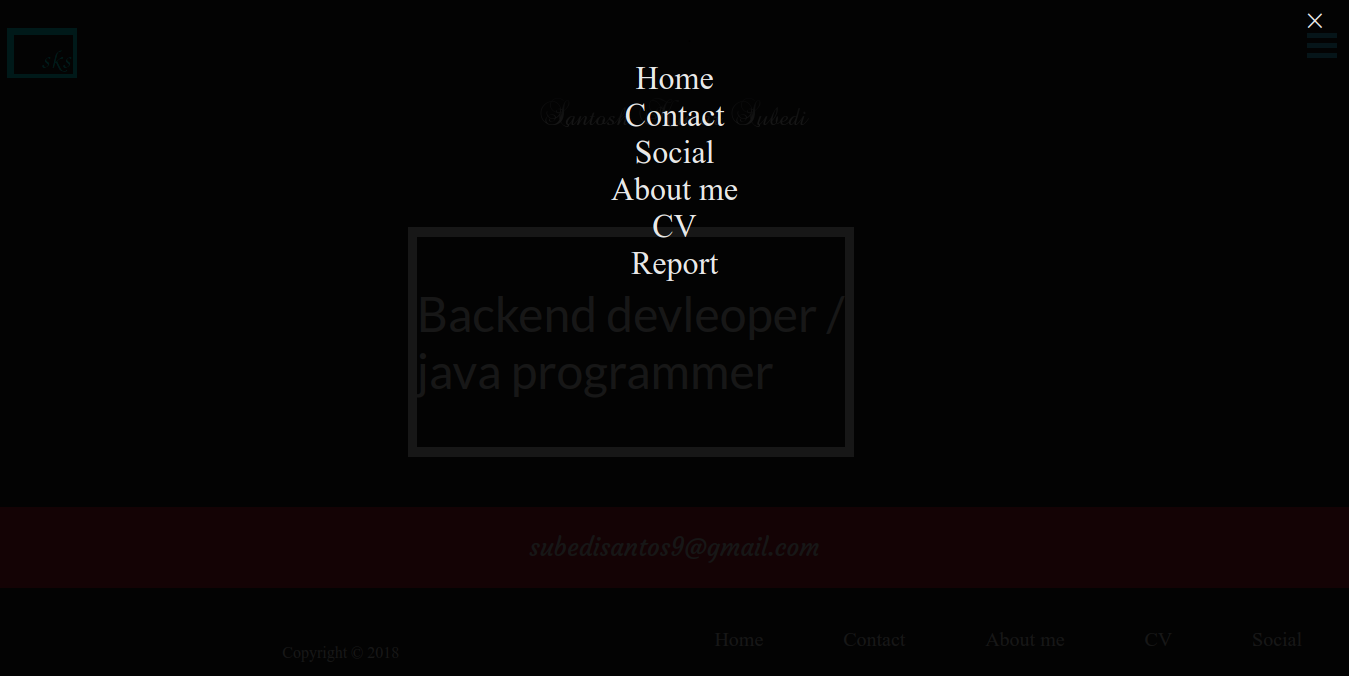 ×
sks
Home
Santosh Subedi
Contact
Social
About me
CV
Report
Backend devleoper /
java programmer
subedisantos9@gmail.com
Home Contact About me CV Social
Copyright © 2018